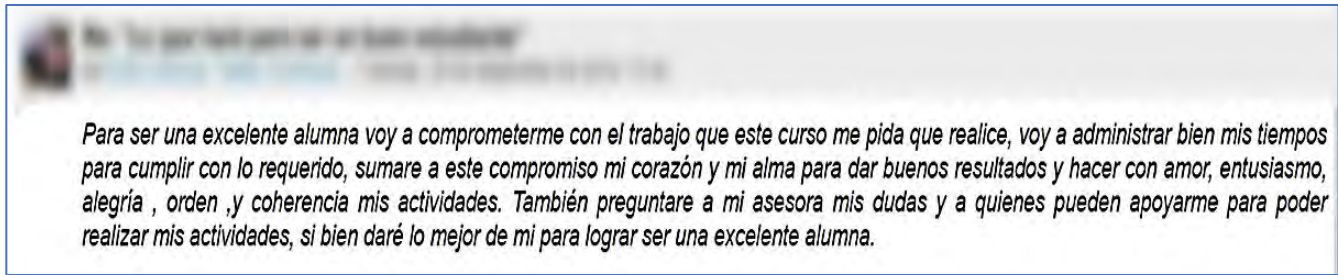 Para ser una excelente alumna voy a comprometerme con el trabajo que este curso me pida que realice, voy a administrar bien mis tiempos
para cumplir con lo requerido, sumare a este compromiso mi corazón y mi alma para dar buenos resultados y hacer con amor, entusiasmo,
alegría , orden ,y coherencia mis actividades. También preguntare a mi asesora mis dudas y a quienes pueden apoyarme para poder
realizar mis actividades, si bien daré lo mejor de mi para lograr ser una excelente alumna.